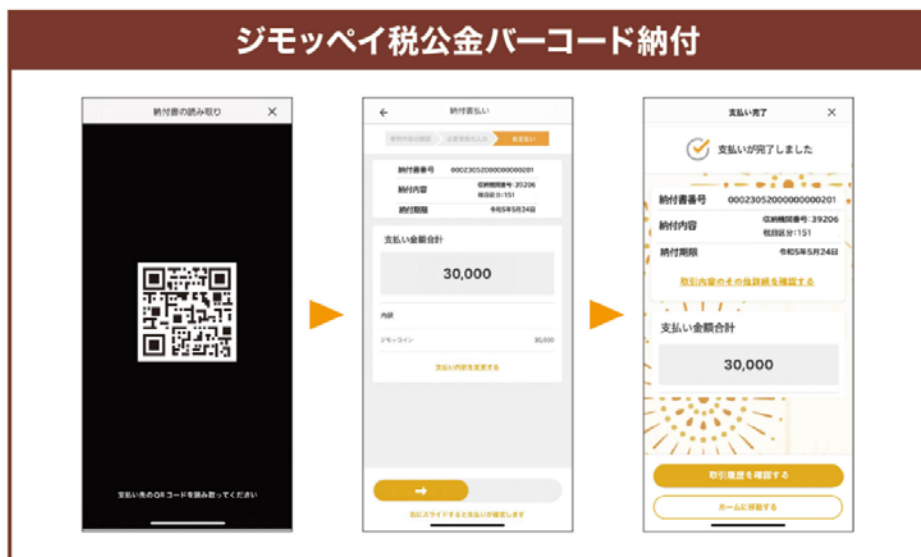 ジモッペイ税公金バーコード納付
納付書の読み取り ×
支払い先のQRコードを読み取ってください
← 納付書払い
お支払い
納付書番号 00023052000000000201
納付内容 収納機関番号:39206
税目区分:151
納付期限 令和5年5月24日
支払い金額合計
30,000
内訳
ジモッコイン 30,000
支払い内容を変更する
→
右にスライドすると支払いが確定します
支払い完了 ×
支払いが完了しました
納付書番号 00023052000000000201
納付内容 収納機関番号:39206
税目区分:151
納付期限 令和5年5月24日
取引内容のその他詳細を確認する
支払い金額合計
30,000
取引履歴を確認する
ホームに移動する